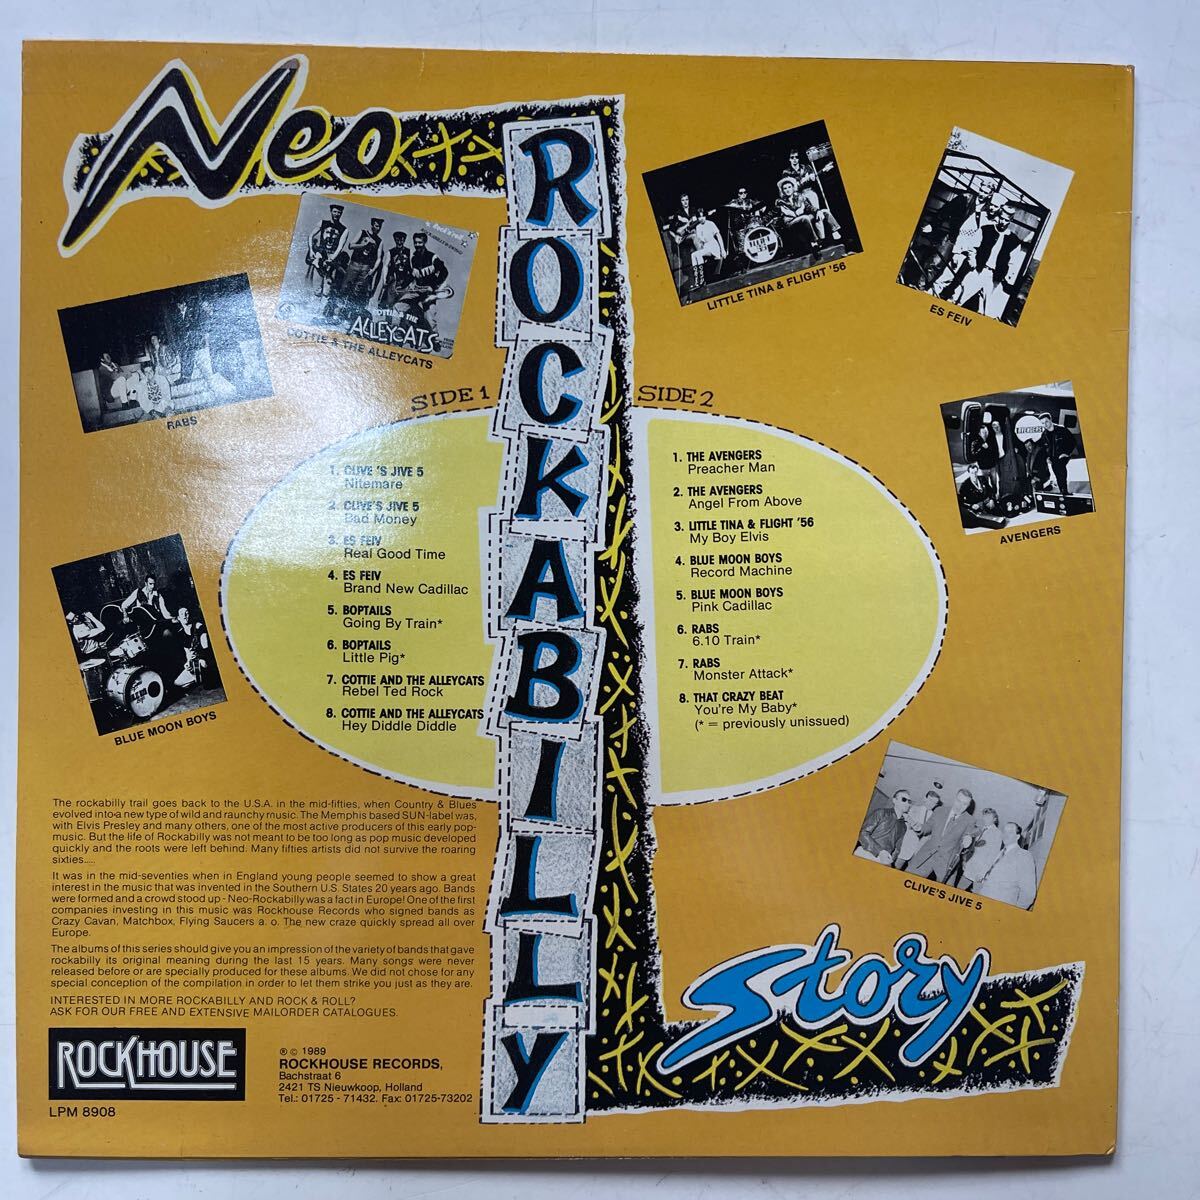 Neo
ROCKABILLY
Story
COTTIE & THE
ALLEYCATS
COTTIE & THE ALLEYCATS
RABS
BLUE MOON BOYS
LITTLE TINA & FLIGHT '56
ES FEIV
AVENGERS
AVENGERS
CLIVE'S JIVE 5
SIDE 1
1. CLIVE 'S JIVE 5
Nitemare
2. CLIVE'S JIVE 5
Bad Money
3. ES FEIV
Real Good Time
4. ES FEIV
Brand New Cadillac
5. BOPTAILS
Going By Train*
6. BOPTAILS
Little Pig*
7. COTTIE AND THE ALLEYCATS
Rebel Ted Rock
8. COTTIE AND THE ALLEYCATS
Hey Diddle Diddle
SIDE 2
1. THE AVENGERS
Preacher Man
2. THE AVENGERS
Angel From Above
3. LITTLE TINA & FLIGHT '56
My Boy Elvis
4. BLUE MOON BOYS
Record Machine
5. BLUE MOON BOYS
Pink Cadillac
6. RABS
6.10 Train*
7. RABS
Monster Attack*
8. THAT CRAZY BEAT
You're My Baby*
(* = previously unissued)
The rockabilly trail goes back to the U.S.A. in the mid-fifties, when Country & Blues
evolved into a new type of wild and raunchy music. The Memphis based SUN-label was,
with Elvis Presley and many others, one of the most active producers of this early pop-
music. But the life of Rockabilly was not meant to be too long as pop music developed
quickly and the roots were left behind. Many fifties artists did not survive the roaring
sixties.....
It was in the mid-seventies when in England young people seemed to show a great
interest in the music that was invented in the Southern U.S. States 20 years ago. Bands
were formed and a crowd stood up - Neo-Rockabilly was a fact in Europe! One of the first
companies investing in this music was Rockhouse Records who signed bands as
Crazy Cavan, Matchbox, Flying Saucers a. o. The new craze quickly spread all over
Europe.
The albums of this series should give you an impression of the variety of bands that gave
rockabilly its original meaning during the last 15 years. Many songs were never
released before or are specially produced for these albums. We did not chose for any
special conception of the compilation in order to let them strike you just as they are.
INTERESTED IN MORE ROCKABILLY AND ROCK & ROLL?
ASK FOR OUR FREE AND EXTENSIVE MAILORDER CATALOGUES.
ROCKHOUSE
LPM 8908
℗ © 1989
ROCKHOUSE RECORDS,
Bachstraat 6
2421 TS Nieuwkoop, Holland
Tel.: 01725 - 71432. Fax: 01725-73202